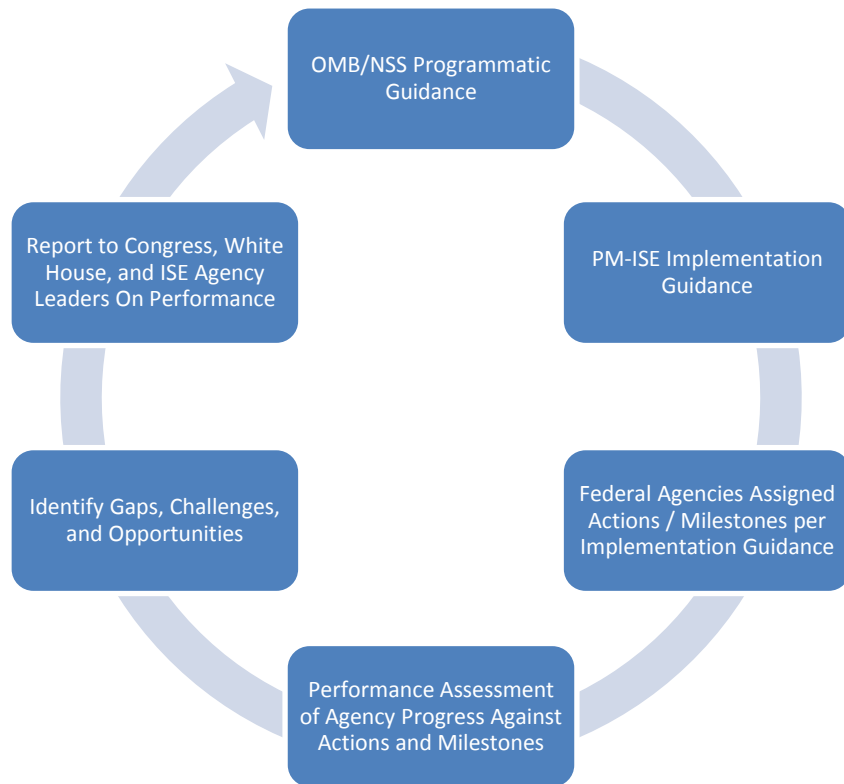 OMB/NSS Programmatic
Guidance
PM-ISE Implementation
Guidance
Federal Agencies Assigned
Actions / Milestones per
Implementation Guidance
Performance Assessment
of Agency Progress Against
Actions and Milestones
Identify Gaps, Challenges,
and Opportunities
Report to Congress, White
House, and ISE Agency
Leaders On Performance